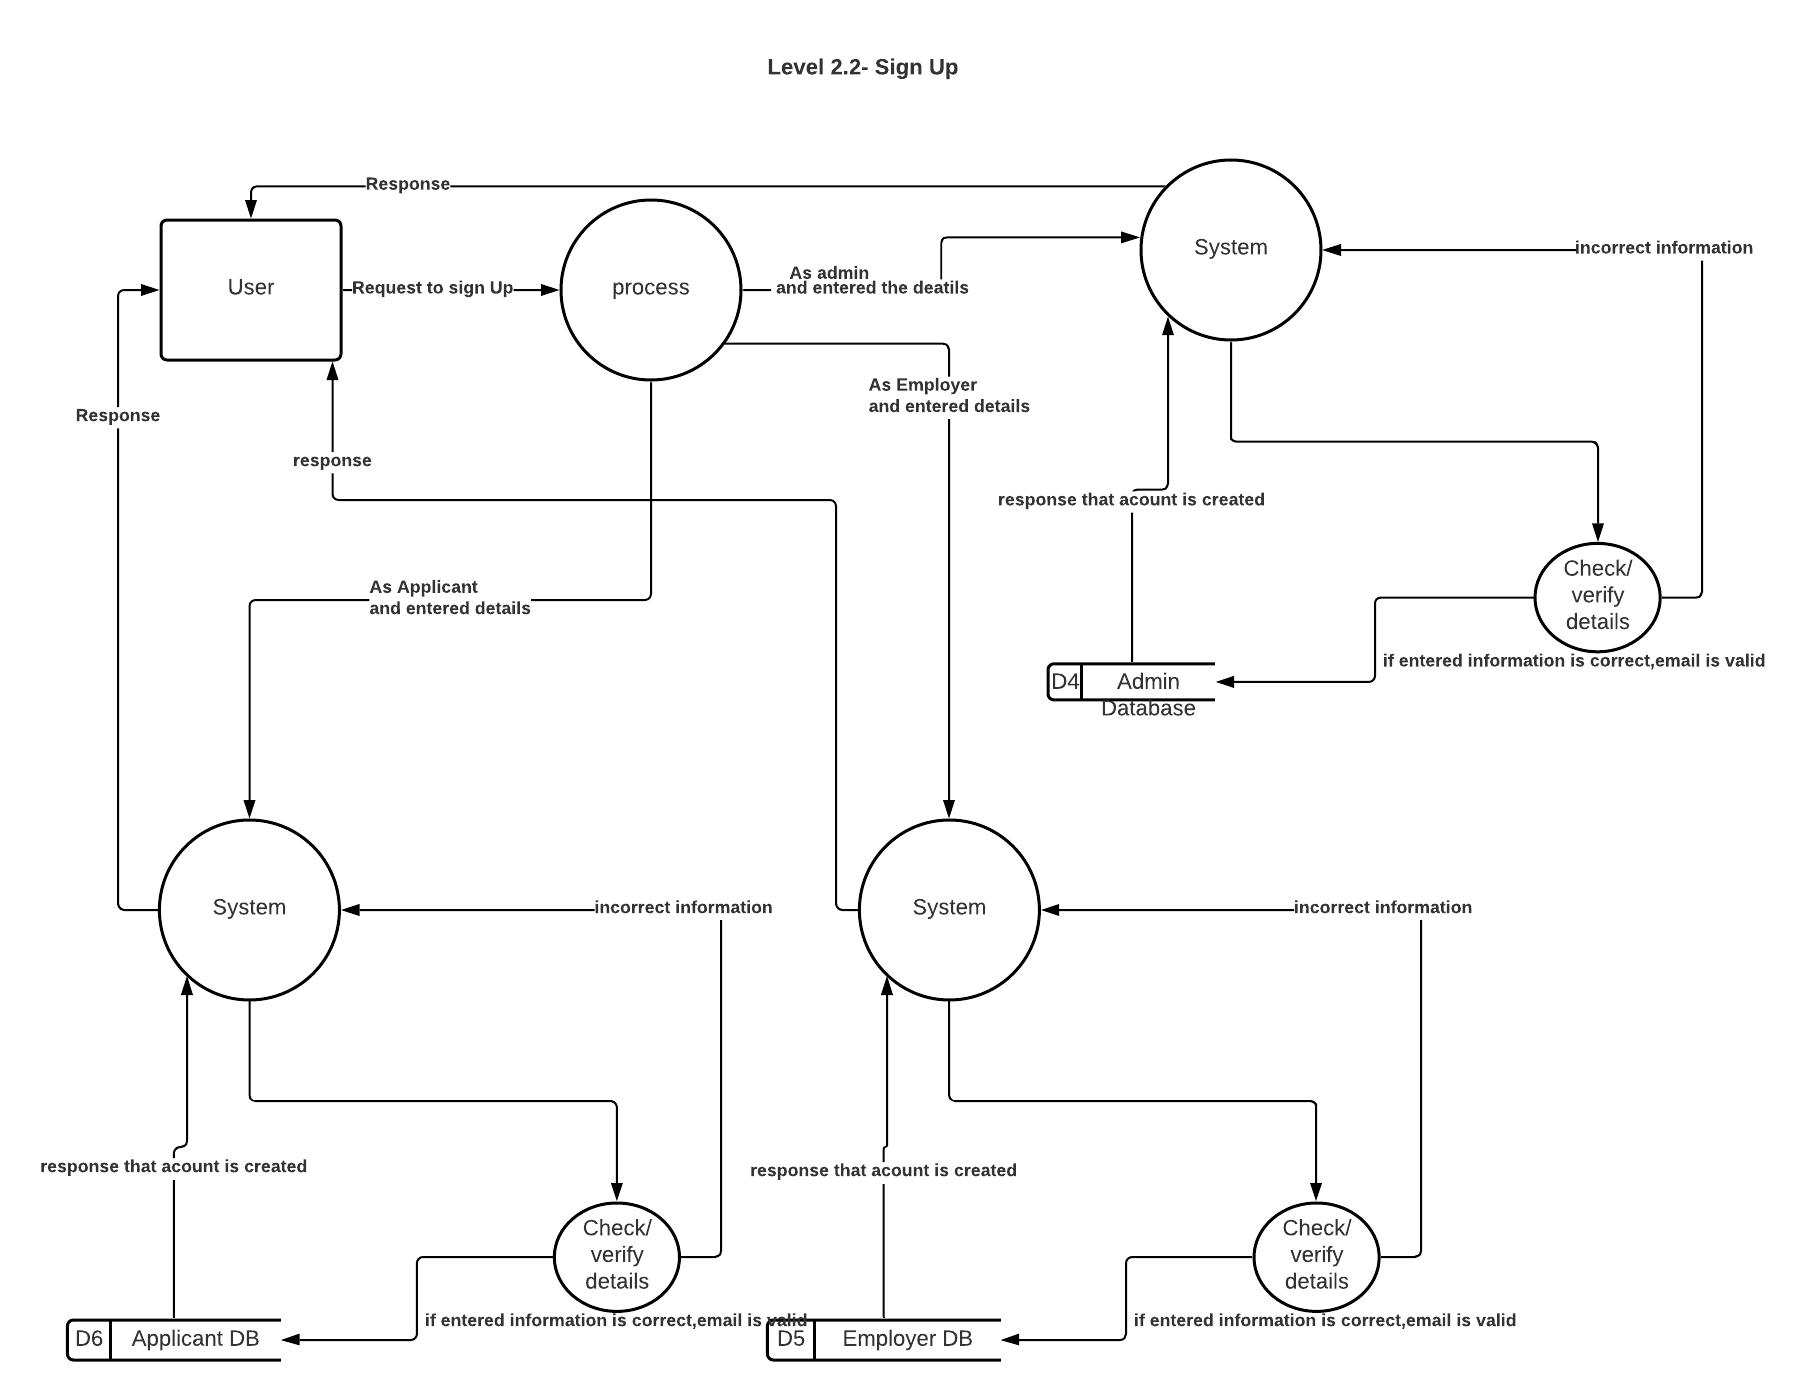 Level 2.2- Sign Up
Response
System
incorrect information
User
Request to sign Up
process
As admin
and entered the deatils
As Employer
and entered details
Response
response
response that acount is created
Check/
verify
details
As Applicant
and entered details
if entered information is correct,email is valid
D4
Admin
Database
System
incorrect information
System
incorrect information
response that acount is created
response that acount is created
Check/
verify
details
Check/
verify
details
if entered information is correct,email is valid
if entered information is correct,email is valid
D6
Applicant DB
D5
Employer DB